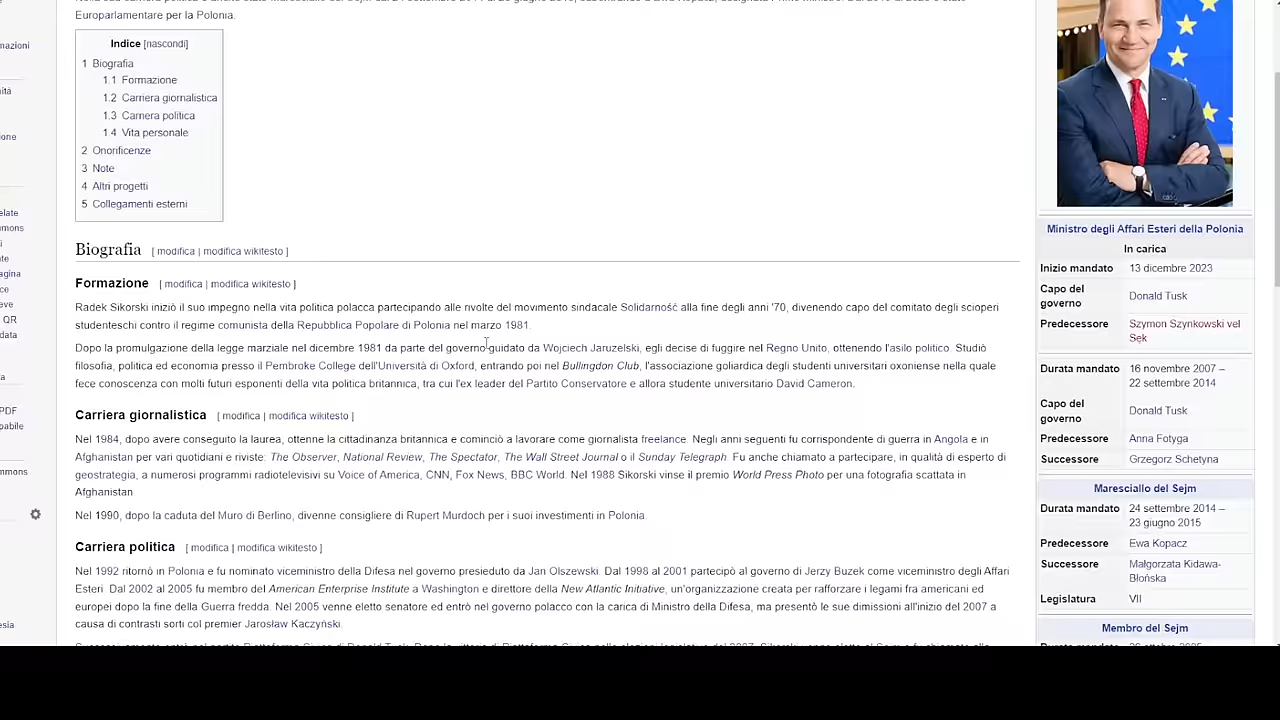 Europarlamentare per la Polonia.
Indice [nascondi]
1 Biografia
1.1 Formazione
1.2 Carriera giornalistica
1.3 Carriera politica
1.4 Vita personale
2 Onorificenze
3 Note
4 Altri progetti
5 Collegamenti esterni
Biografia [ modifica | modifica wikitesto ]
Formazione [ modifica | modifica wikitesto ]
Radek Sikorski iniziò il suo impegno nella vita politica polacca partecipando alle rivolte del movimento sindacale Solidarność alla fine degli anni '70, divenendo capo del comitato degli scioperi
studenteschi contro il regime comunista della Repubblica Popolare di Polonia nel marzo 1981.
Dopo la promulgazione della legge marziale nel dicembre 1981 da parte del governo guidato da Wojciech Jaruzelski, egli decise di fuggire nel Regno Unito, ottenendo l'asilo politico. Studiò
filosofia, politica ed economia presso il Pembroke College dell'Università di Oxford, entrando poi nel Bullingdon Club, l'associazione goliardica degli studenti universitari oxoniense nella quale
fece conoscenza con molti futuri esponenti della vita politica britannica, tra cui l'ex leader del Partito Conservatore e allora studente universitario David Cameron.
Carriera giornalistica [ modifica | modifica wikitesto ]
Nel 1984, dopo avere conseguito la laurea, ottenne la cittadinanza britannica e cominciò a lavorare come giornalista freelance. Negli anni seguenti fu corrispondente di guerra in Angola e in
Afghanistan per vari quotidiani e riviste: The Observer, National Review, The Spectator, The Wall Street Journal o il Sunday Telegraph. Fu anche chiamato a partecipare, in qualità di esperto di
geostrategia, a numerosi programmi radiotelevisivi su Voice of America, CNN, Fox News, BBC World. Nel 1988 Sikorski vinse il premio World Press Photo per una fotografia scattata in
Afghanistan.
Nel 1990, dopo la caduta del Muro di Berlino, divenne consigliere di Rupert Murdoch per i suoi investimenti in Polonia.
Carriera politica [ modifica | modifica wikitesto ]
Nel 1992 ritornò in Polonia e fu nominato viceministro della Difesa nel governo presieduto da Jan Olszewski. Dal 1998 al 2001 partecipò al governo di Jerzy Buzek come viceministro degli Affari
Esteri. Dal 2002 al 2005 fu membro del American Enterprise Institute a Washington e direttore della New Atlantic Initiative, un'organizzazione creata per rafforzare i legami fra americani ed
europei dopo la fine della Guerra fredda. Nel 2005 venne eletto senatore ed entrò nel governo polacco con la carica di Ministro della Difesa, ma presentò le sue dimissioni all'inizio del 2007 a
causa di contrasti sorti col premier Jarosław Kaczyński.
Ministro degli Affari Esteri della Polonia
In carica
Inizio mandato 13 dicembre 2023
Capo del governo Donald Tusk
Predecessore Szymon Szynkowski vel Sęk
Durata mandato 16 novembre 2007 –
22 settembre 2014
Capo del governo Donald Tusk
Predecessore Anna Fotyga
Successore Grzegorz Schetyna
Maresciallo del Sejm
Durata mandato 24 settembre 2014 –
23 giugno 2015
Predecessore Ewa Kopacz
Successore Małgorzata Kidawa-
Błońska
Legislatura VII
Membro del Sejm